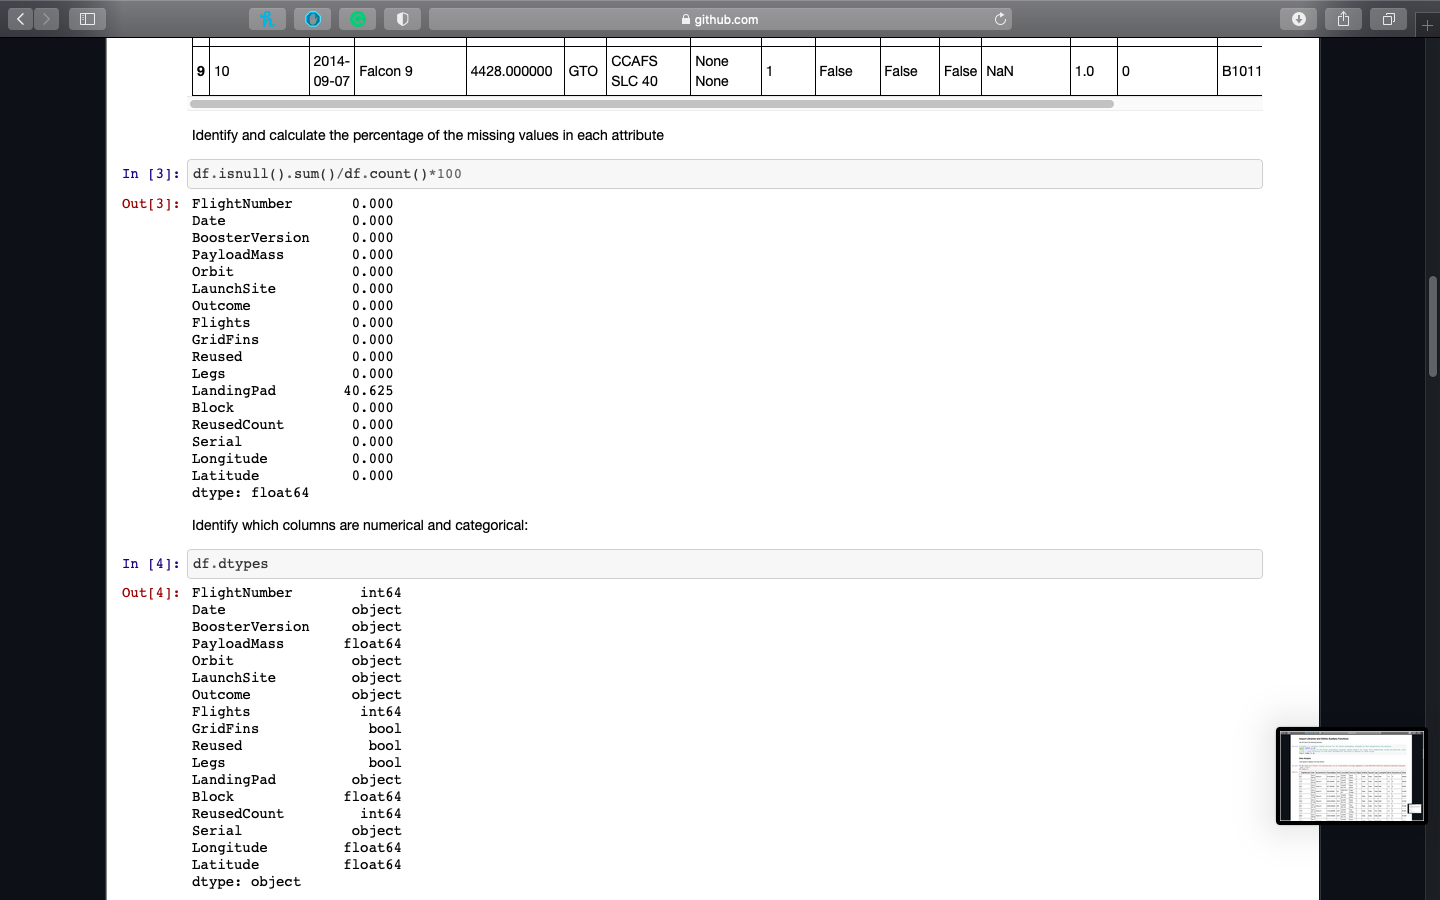 github.com
9 10 2014-09-07 Falcon 9 4428.000000 GTO CCAFS SLC 40 None None 1 False False False NaN 1.0 0 B1011
Identify and calculate the percentage of the missing values in each attribute
In [3]: df.isnull().sum()/df.count()*100
Out[3]: FlightNumber 0.000
Date 0.000
BoosterVersion 0.000
PayloadMass 0.000
Orbit 0.000
LaunchSite 0.000
Outcome 0.000
Flights 0.000
GridFins 0.000
Reused 0.000
Legs 0.000
LandingPad 40.625
Block 0.000
ReusedCount 0.000
Serial 0.000
Longitude 0.000
Latitude 0.000
dtype: float64
Identify which columns are numerical and categorical:
In [4]: df.dtypes
Out[4]: FlightNumber int64
Date object
BoosterVersion object
PayloadMass float64
Orbit object
LaunchSite object
Outcome object
Flights int64
GridFins bool
Reused bool
Legs bool
LandingPad object
Block float64
ReusedCount int64
Serial object
Longitude float64
Latitude float64
dtype: object